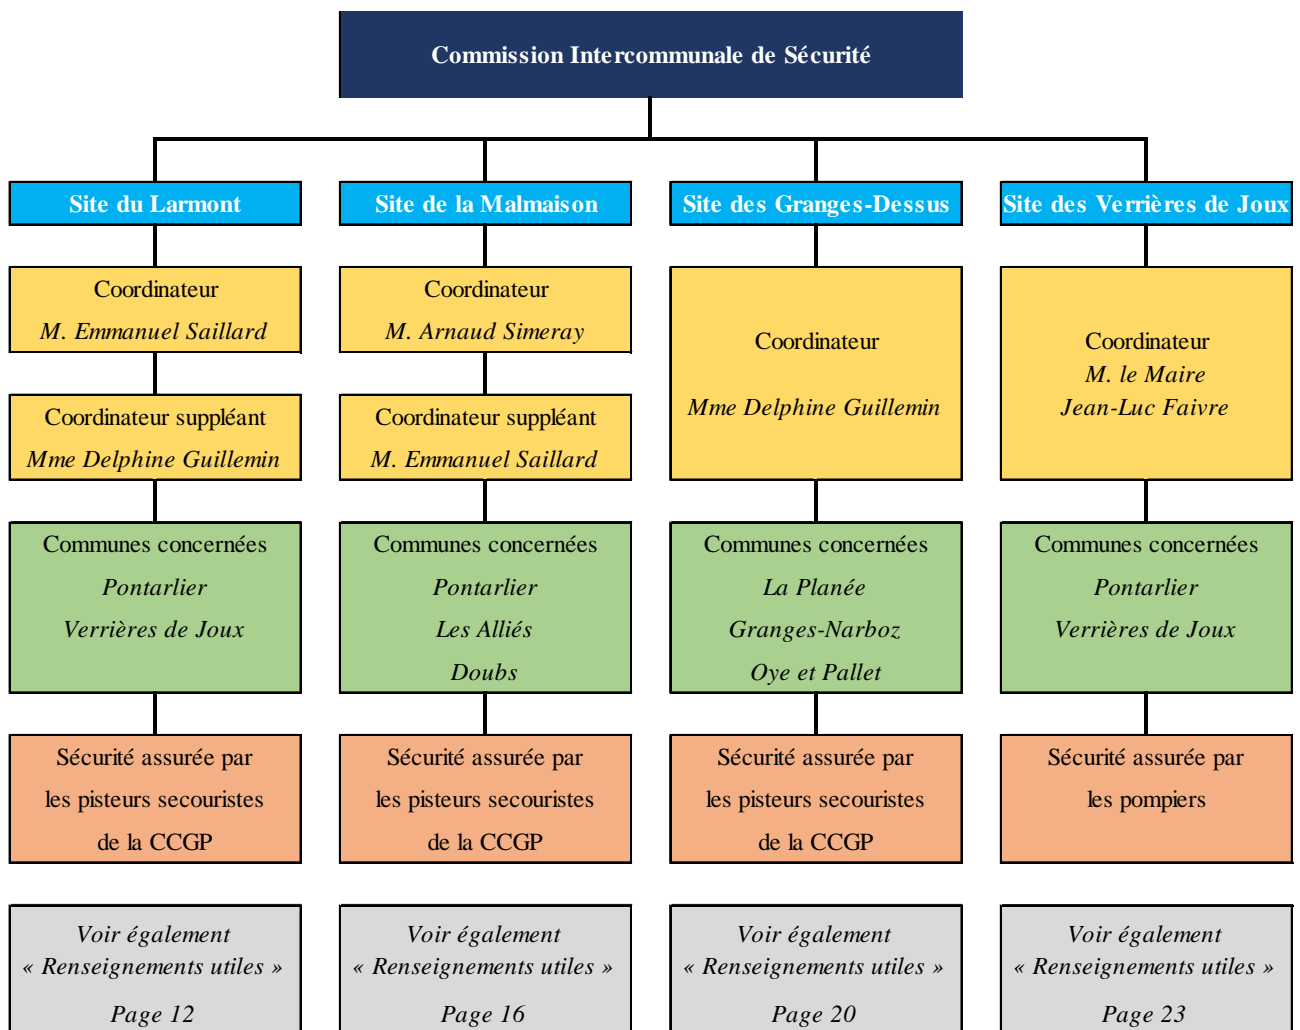 Commission Intercommunale de Sécurité
Site du Larmont
Coordinateur
M. Emmanuel Saillard
Coordinateur suppléant
Mme Delphine Guillemin
Communes concernées
Pontarlier
Verrières de Joux
Sécurité assurée par
les pisteurs secouristes
de la CCGP
Voir également
« Renseignements utiles »
Page 12
Site de la Malmaison
Coordinateur
M. Arnaud Simeray
Coordinateur suppléant
M. Emmanuel Saillard
Communes concernées
Pontarlier
Les Alliés
Doubs
Sécurité assurée par
les pisteurs secouristes
de la CCGP
Voir également
« Renseignements utiles »
Page 16
Site des Granges-Dessus
Coordinateur
Mme Delphine Guillemin
Communes concernées
La Planée
Granges-Narboz
Oye et Pallet
Sécurité assurée par
les pisteurs secouristes
de la CCGP
Voir également
« Renseignements utiles »
Page 20
Site des Verrières de Joux
Coordinateur
M. le Maire
Jean-Luc Faivre
Communes concernées
Pontarlier
Verrières de Joux
Sécurité assurée par
les pompiers
Voir également
« Renseignements utiles »
Page 23